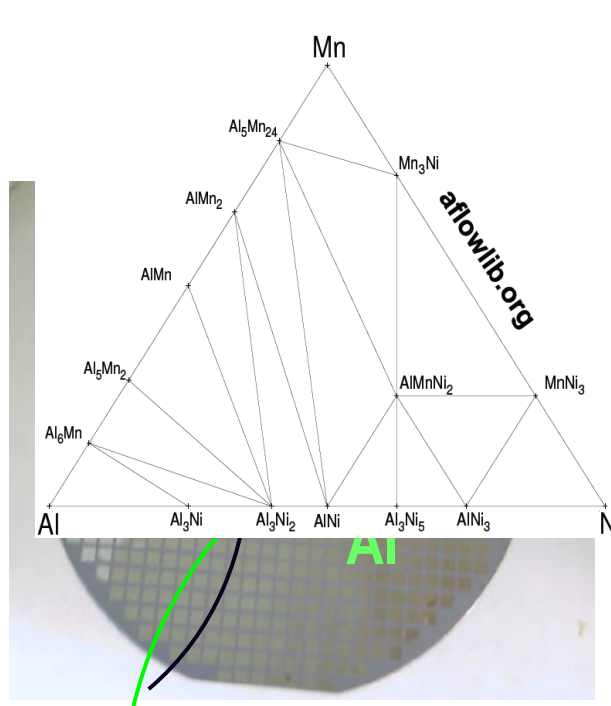 Mn
Al₅Mn₂₄
Mn₃Ni
AlMn₂
aflowlib.org
AlMn
Al₅Mn₂
AlMnNi₂
MnNi₃
Al₆Mn
Al
Al₃Ni
Al₃Ni₂
AlNi
Al₃Ni₅
AlNi₃
N
Al